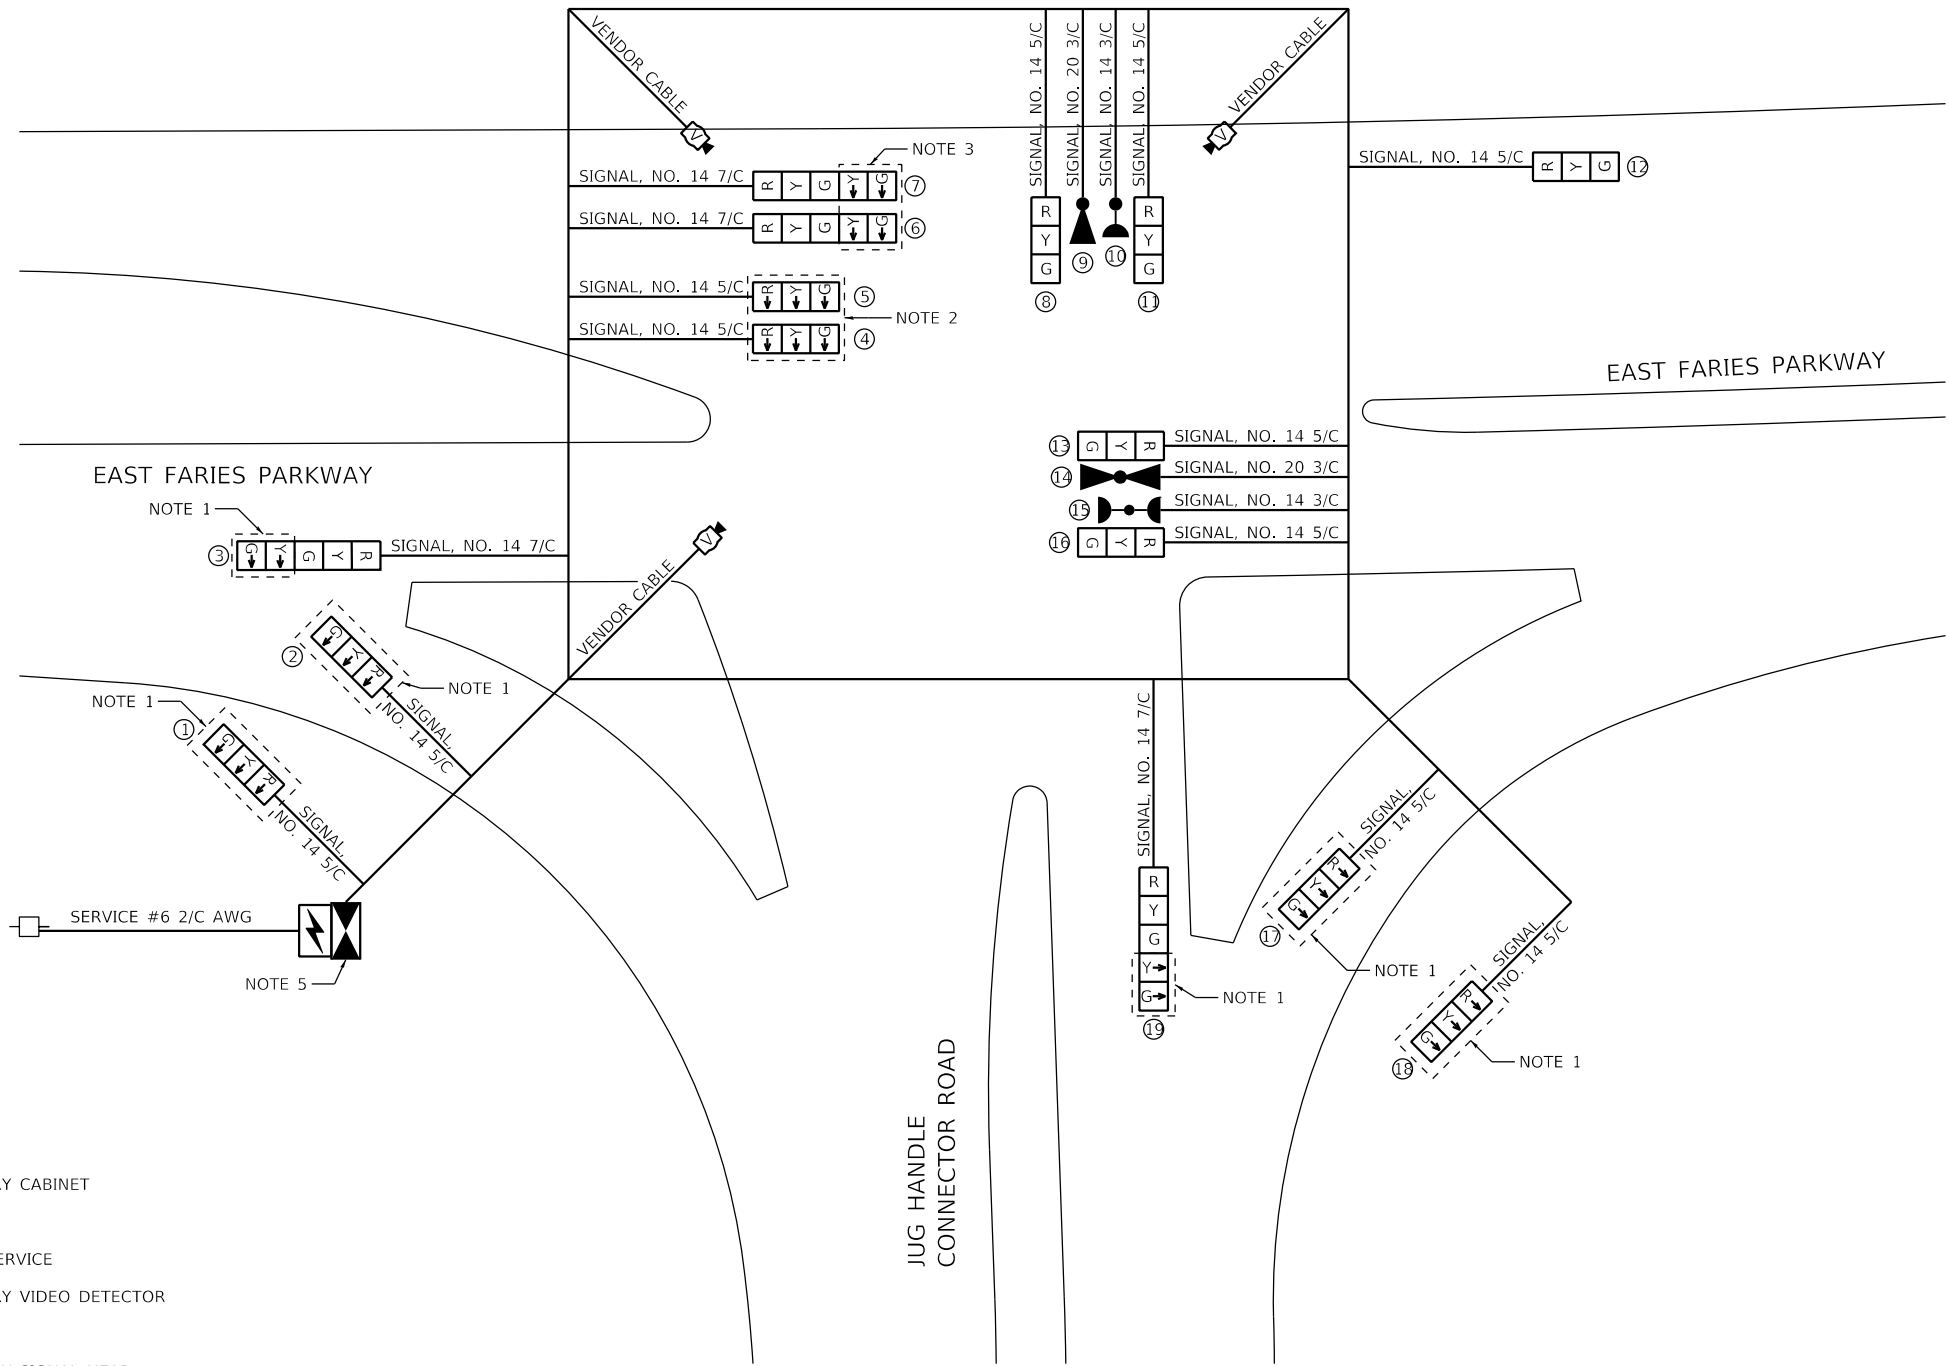 VENDOR CABLE
SIGNAL, NO. 14 5/C
SIGNAL, NO. 20 3/C
SIGNAL, NO. 14 3/C
SIGNAL, NO. 14 5/C
VENDOR CABLE
NOTE 3
SIGNAL, NO. 14 7/C
R Y G Y G
7
SIGNAL, NO. 14 7/C
R Y G Y G
6
SIGNAL, NO. 14 5/C
R Y G
5
NOTE 2
SIGNAL, NO. 14 5/C
R Y G
4
R
Y
G
8
9
10
R
Y
G
11
SIGNAL, NO. 14 5/C
R Y G
12
EAST FARIES PARKWAY
13
G Y R
SIGNAL, NO. 14 5/C
14
SIGNAL, NO. 20 3/C
15
SIGNAL, NO. 14 3/C
16
G Y R
SIGNAL, NO. 14 5/C
EAST FARIES PARKWAY
NOTE 1
3
G Y G Y R
SIGNAL, NO. 14 7/C
V
V
V
VENDOR CABLE
2
G Y R
NOTE 1
SIGNAL,
NO. 14 5/C
NOTE 1
1
G Y R
SIGNAL,
NO. 14 5/C
SERVICE #6 2/C AWG
NOTE 5
SIGNAL, NO. 14 7/C
R
Y
G
Y
G
NOTE 1
19
SIGNAL,
NO. 14 5/C
G Y R
17
NOTE 1
SIGNAL,
NO. 14 5/C
G Y R
18
NOTE 1
JUG HANDLE
CONNECTOR ROAD
Y CABINET
ERVICE
Y VIDEO DETECTOR